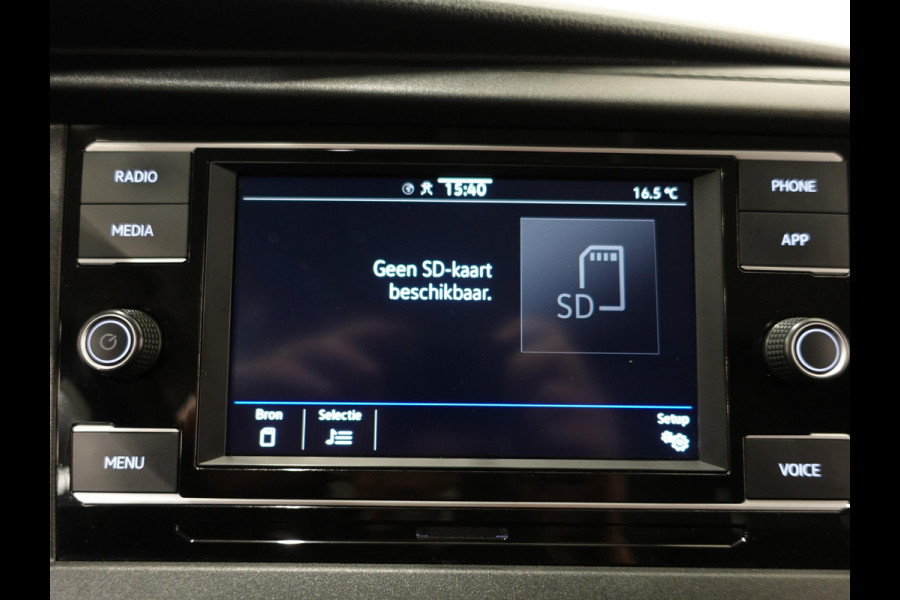 RADIO
MEDIA
MENU
15:40
16.5 °C
Geen SD-kaart
beschikbaar.
SD
Bron
Selectie
Setup
PHONE
APP
VOICE